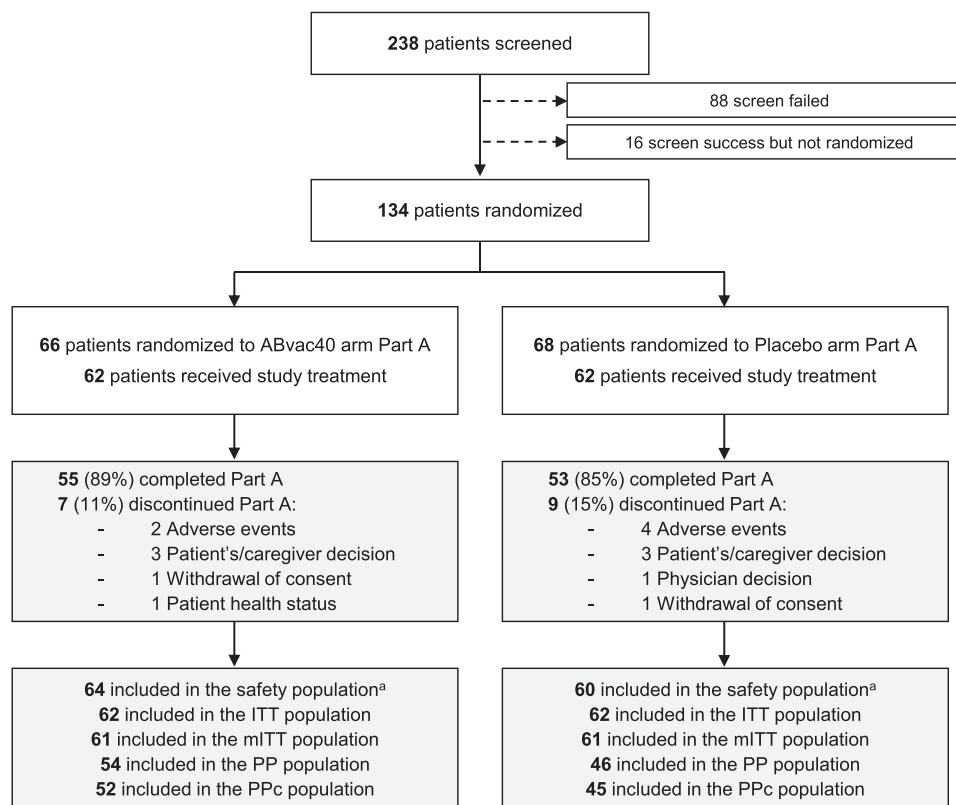 238 patients screened
88 screen failed
16 screen success but not randomized
134 patients randomized
66 patients randomized to ABvac40 arm Part A
62 patients received study treatment
68 patients randomized to Placebo arm Part A
62 patients received study treatment
55 (89%) completed Part A
7 (11%) discontinued Part A:
- 2 Adverse events
- 3 Patient's/caregiver decision
- 1 Withdrawal of consent
- 1 Patient health status
53 (85%) completed Part A
9 (15%) discontinued Part A:
- 4 Adverse events
- 3 Patient's/caregiver decision
- 1 Physician decision
- 1 Withdrawal of consent
64 included in the safety populationᵃ
62 included in the ITT population
61 included in the mITT population
54 included in the PP population
52 included in the PPc population
60 included in the safety populationᵃ
62 included in the ITT population
61 included in the mITT population
46 included in the PP population
45 included in the PPc population